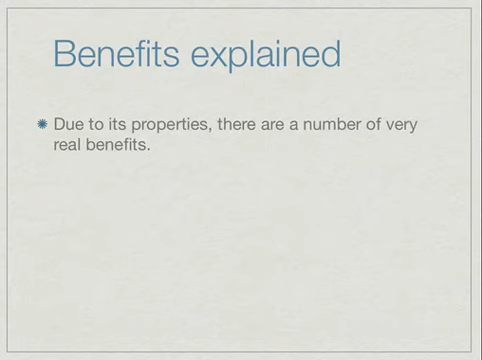 Benefits explained
Due to its properties, there are a number of very
real benefits.